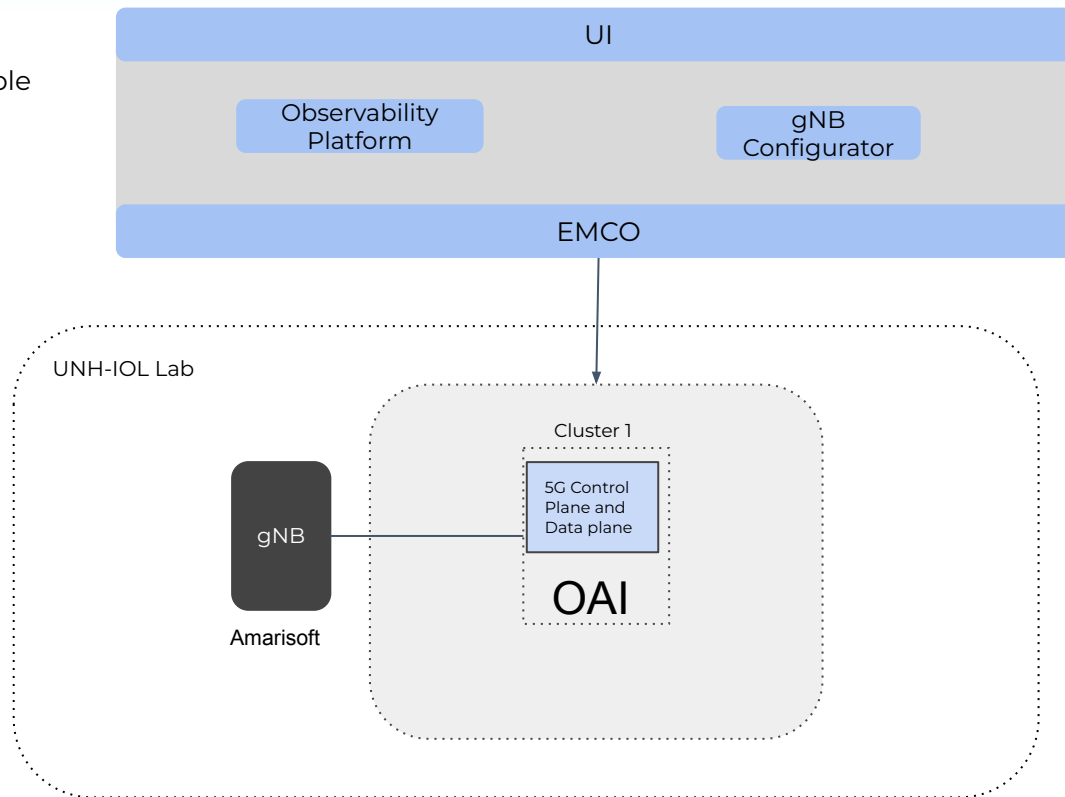 UI
ple
Observability
Platform
gNB
Configurator
EMCO
UNH-IOL Lab
Cluster 1
5G Control
Plane and
Data plane
gNB
OAI
Amarisoft